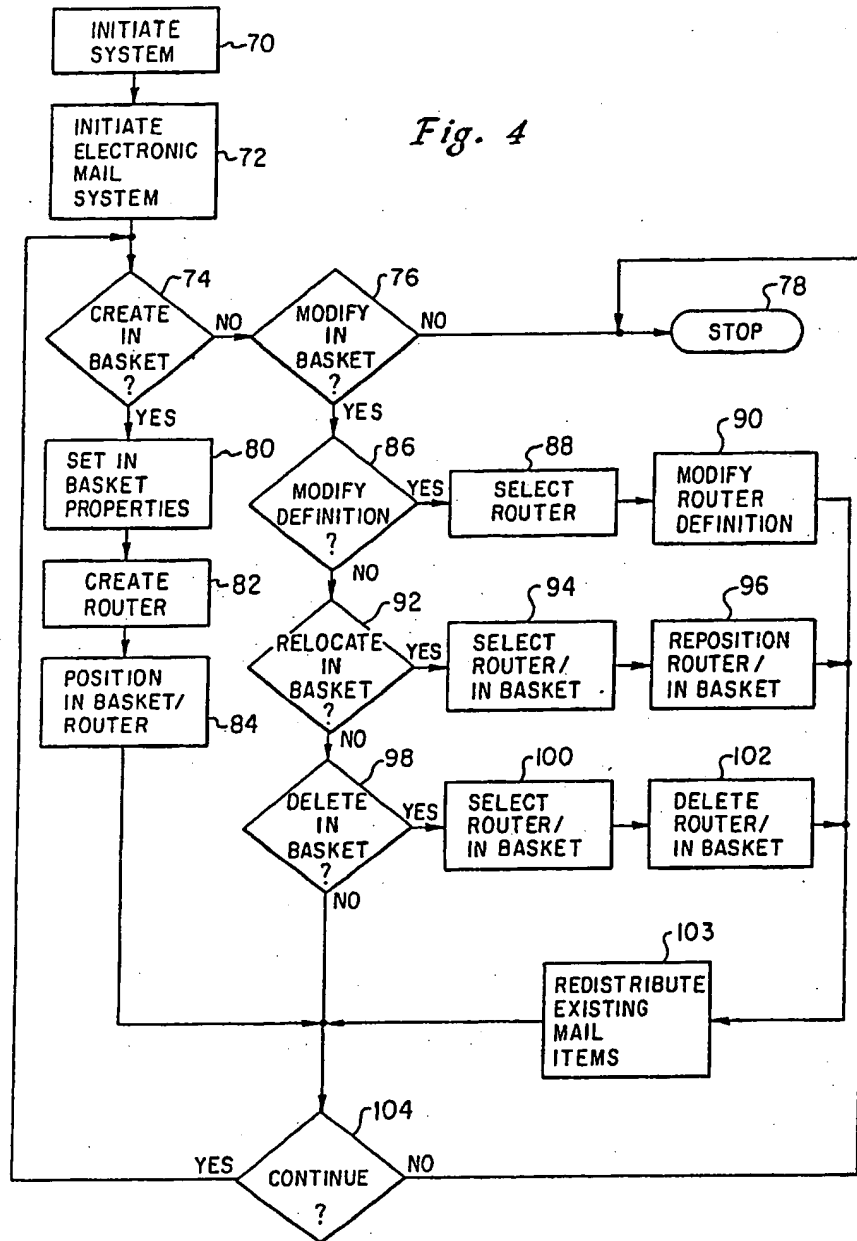 INITIATE
SYSTEM
70
INITIATE
ELECTRONIC
MAIL
SYSTEM
72
Fig. 4
74
CREATE
IN
BASKET
?
NO
YES
76
MODIFY
IN
BASKET
?
NO
YES
78
STOP
80
SET IN
BASKET
PROPERTIES
86
MODIFY
DEFINITION
?
YES
NO
88
SELECT
ROUTER
90
MODIFY
ROUTER
DEFINITION
CREATE
ROUTER
82
92
RELOCATE
IN
BASKET
?
YES
NO
94
SELECT
ROUTER/
IN BASKET
96
REPOSITION
ROUTER/
IN BASKET
POSITION
IN BASKET/
ROUTER
84
98
DELETE
IN
BASKET
?
YES
NO
100
SELECT
ROUTER/
IN BASKET
102
DELETE
ROUTER/
IN BASKET
103
REDISTRIBUTE
EXISTING
MAIL
ITEMS
104
YES
CONTINUE
?
NO